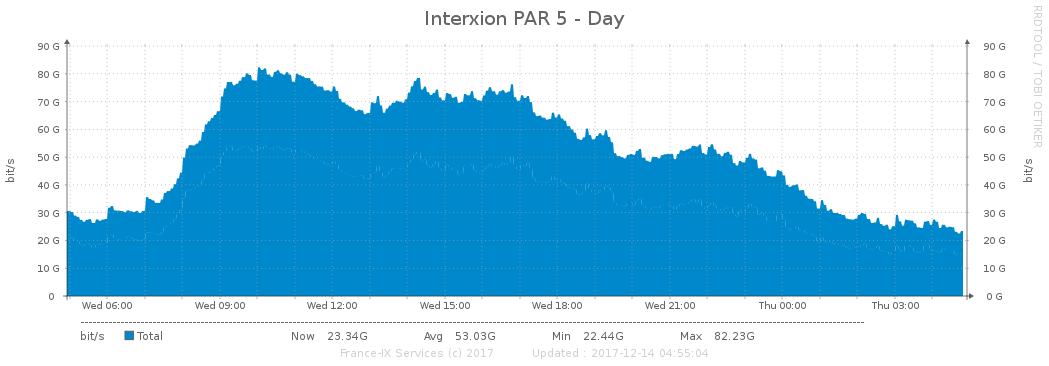 Interxion PAR 5 - Day
RRDTOOL / TOBI OETIKER
90 G 90 G
80 G 80 G
70 G 70 G
60 G 60 G
50 G 50 G
40 G 40 G
30 G 30 G
20 G 20 G
10 G 10 G
0 0 G
bit/s bit/s
Wed 06:00 Wed 09:00 Wed 12:00 Wed 15:00 Wed 18:00 Wed 21:00 Thu 00:00 Thu 03:00
bit/s Total Now 23.34G Avg 53.03G Min 22.44G Max 82.23G
France-IX Services (c) 2017 Updated : 2017-12-14 04:55:04